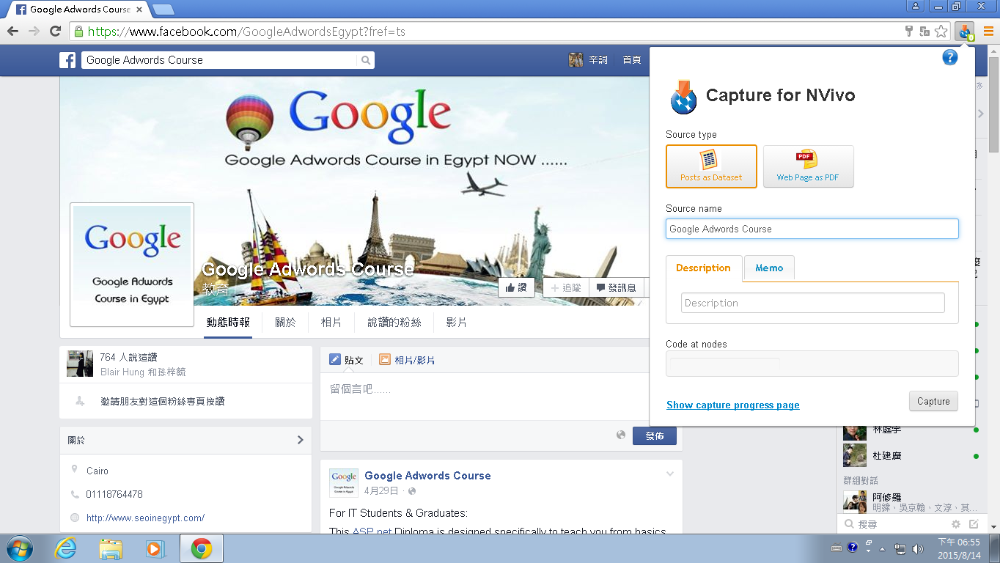 Google Adwords Course
https://www.facebook.com/GoogleAdwordsEgypt?fref=ts
Google Adwords Course
辛詞
首頁
Google
Google Adwords Course in Egypt NOW ......
Google
Google Adwords
Course in Egypt
Google Adwords Course
教育
讚
追蹤
發訊息
動態時報
關於
相片
說讚的粉絲
影片
764 人說這讚
Blair Hung 和孫梓毓
邀請朋友對這個粉絲專頁按讚
關於
Cairo
01118764478
http://www.seoinegypt.com/
貼文
相片/影片
留個言吧......
發佈
Google
Google Adwords
Course in Egypt
Google Adwords Course
4月29日
For IT Students & Graduates:
This ASP.net Diploma is designed specifically to teach you from basics
Capture for NVivo
Source type
Posts as Dataset
PDF
Web Page as PDF
Source name
Google Adwords Course
Description
Memo
Description
Code at nodes
Show capture progress page
Capture
多
林庭宇
杜建廣
群組對話
阿修羅
明緯、吳京翰、文淳、其...
搜尋
下午 06:55
2015/8/14